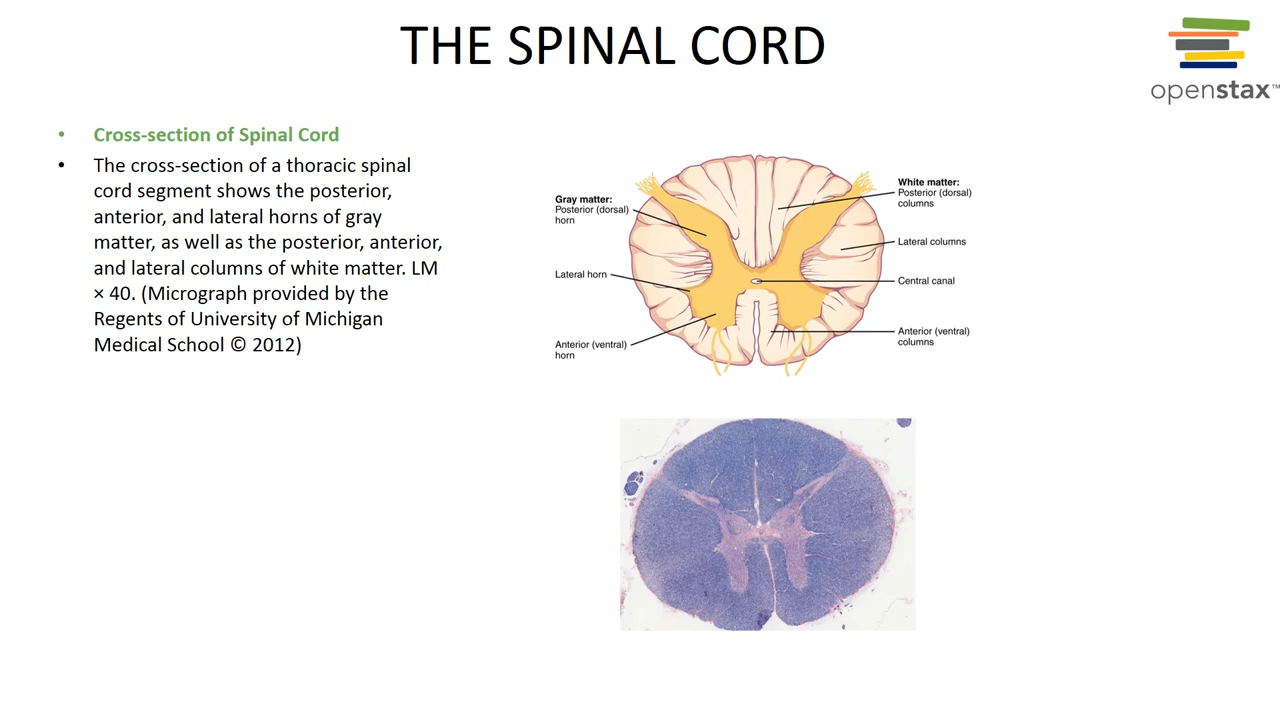 THE SPINAL CORD
openstax™
• Cross-section of Spinal Cord
• The cross-section of a thoracic spinal
cord segment shows the posterior,
anterior, and lateral horns of gray
matter, as well as the posterior, anterior,
and lateral columns of white matter. LM
× 40. (Micrograph provided by the
Regents of University of Michigan
Medical School © 2012)
Gray matter:
Posterior (dorsal)
horn
Lateral horn
Anterior (ventral)
horn
White matter:
Posterior (dorsal)
columns
Lateral columns
Central canal
Anterior (ventral)
columns